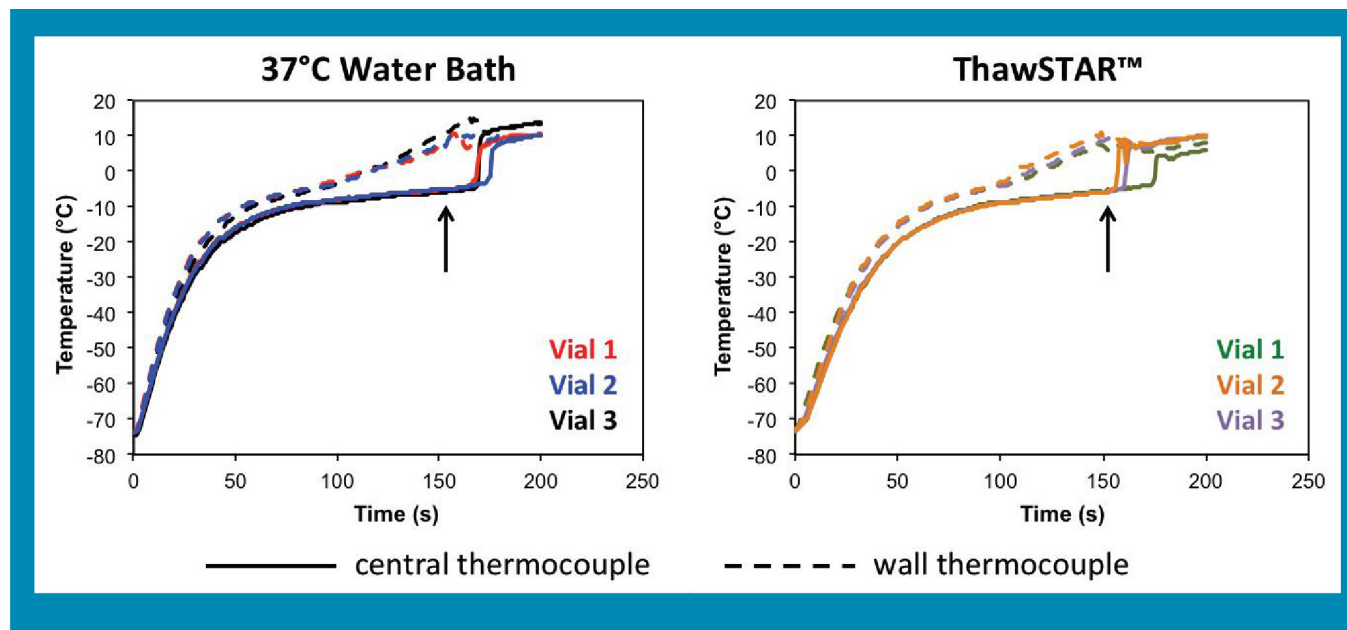 37°C Water Bath
20
10
0
-10
-20
-30
-40
-50
-60
-70
-80
Temperature (°C)
0 50 100 150 200 250
Time (s)
Vial 1
Vial 2
Vial 3
ThawSTAR™
20
10
0
-10
-20
-30
-40
-50
-60
-70
-80
Temperature (°C)
0 50 100 150 200 250
Time (s)
Vial 1
Vial 2
Vial 3
central thermocouple
wall thermocouple